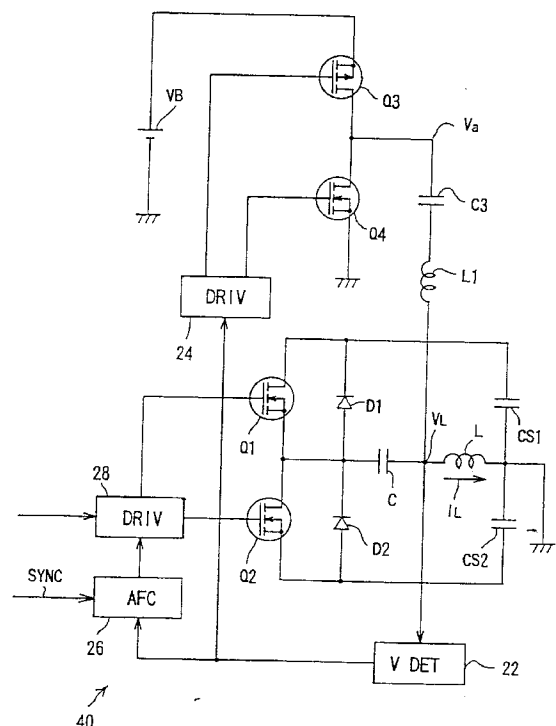 VB
Q3
Va
C3
Q4
L1
DRIV
24
D1
CS1
Q1
VL
L
C
IL
28
DRIV
Q2
D2
CS2
SYNC
AFC
26
V DET
22
40